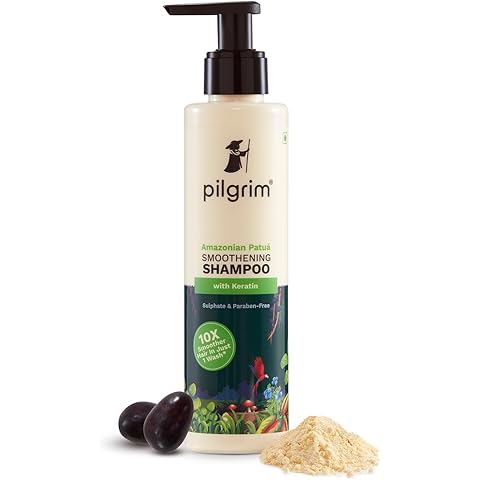 pilgrim®
Amazonian Patuá
SMOOTHENING
SHAMPOO
with Keratin
Sulphate & Paraben-Free
10X
Smoother
Hair in Just
1 Wash*